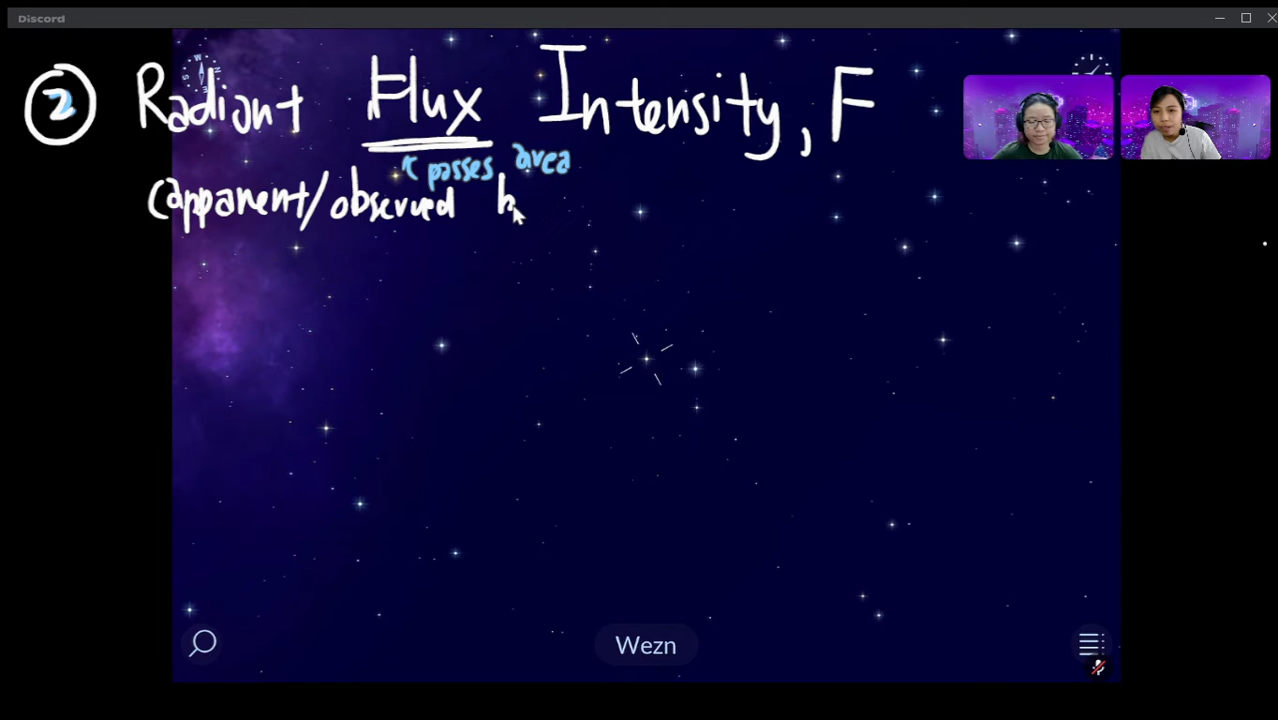 Discord
② Radiant Flux Intensity, F
passes area
(apparent/observed b
Wezn